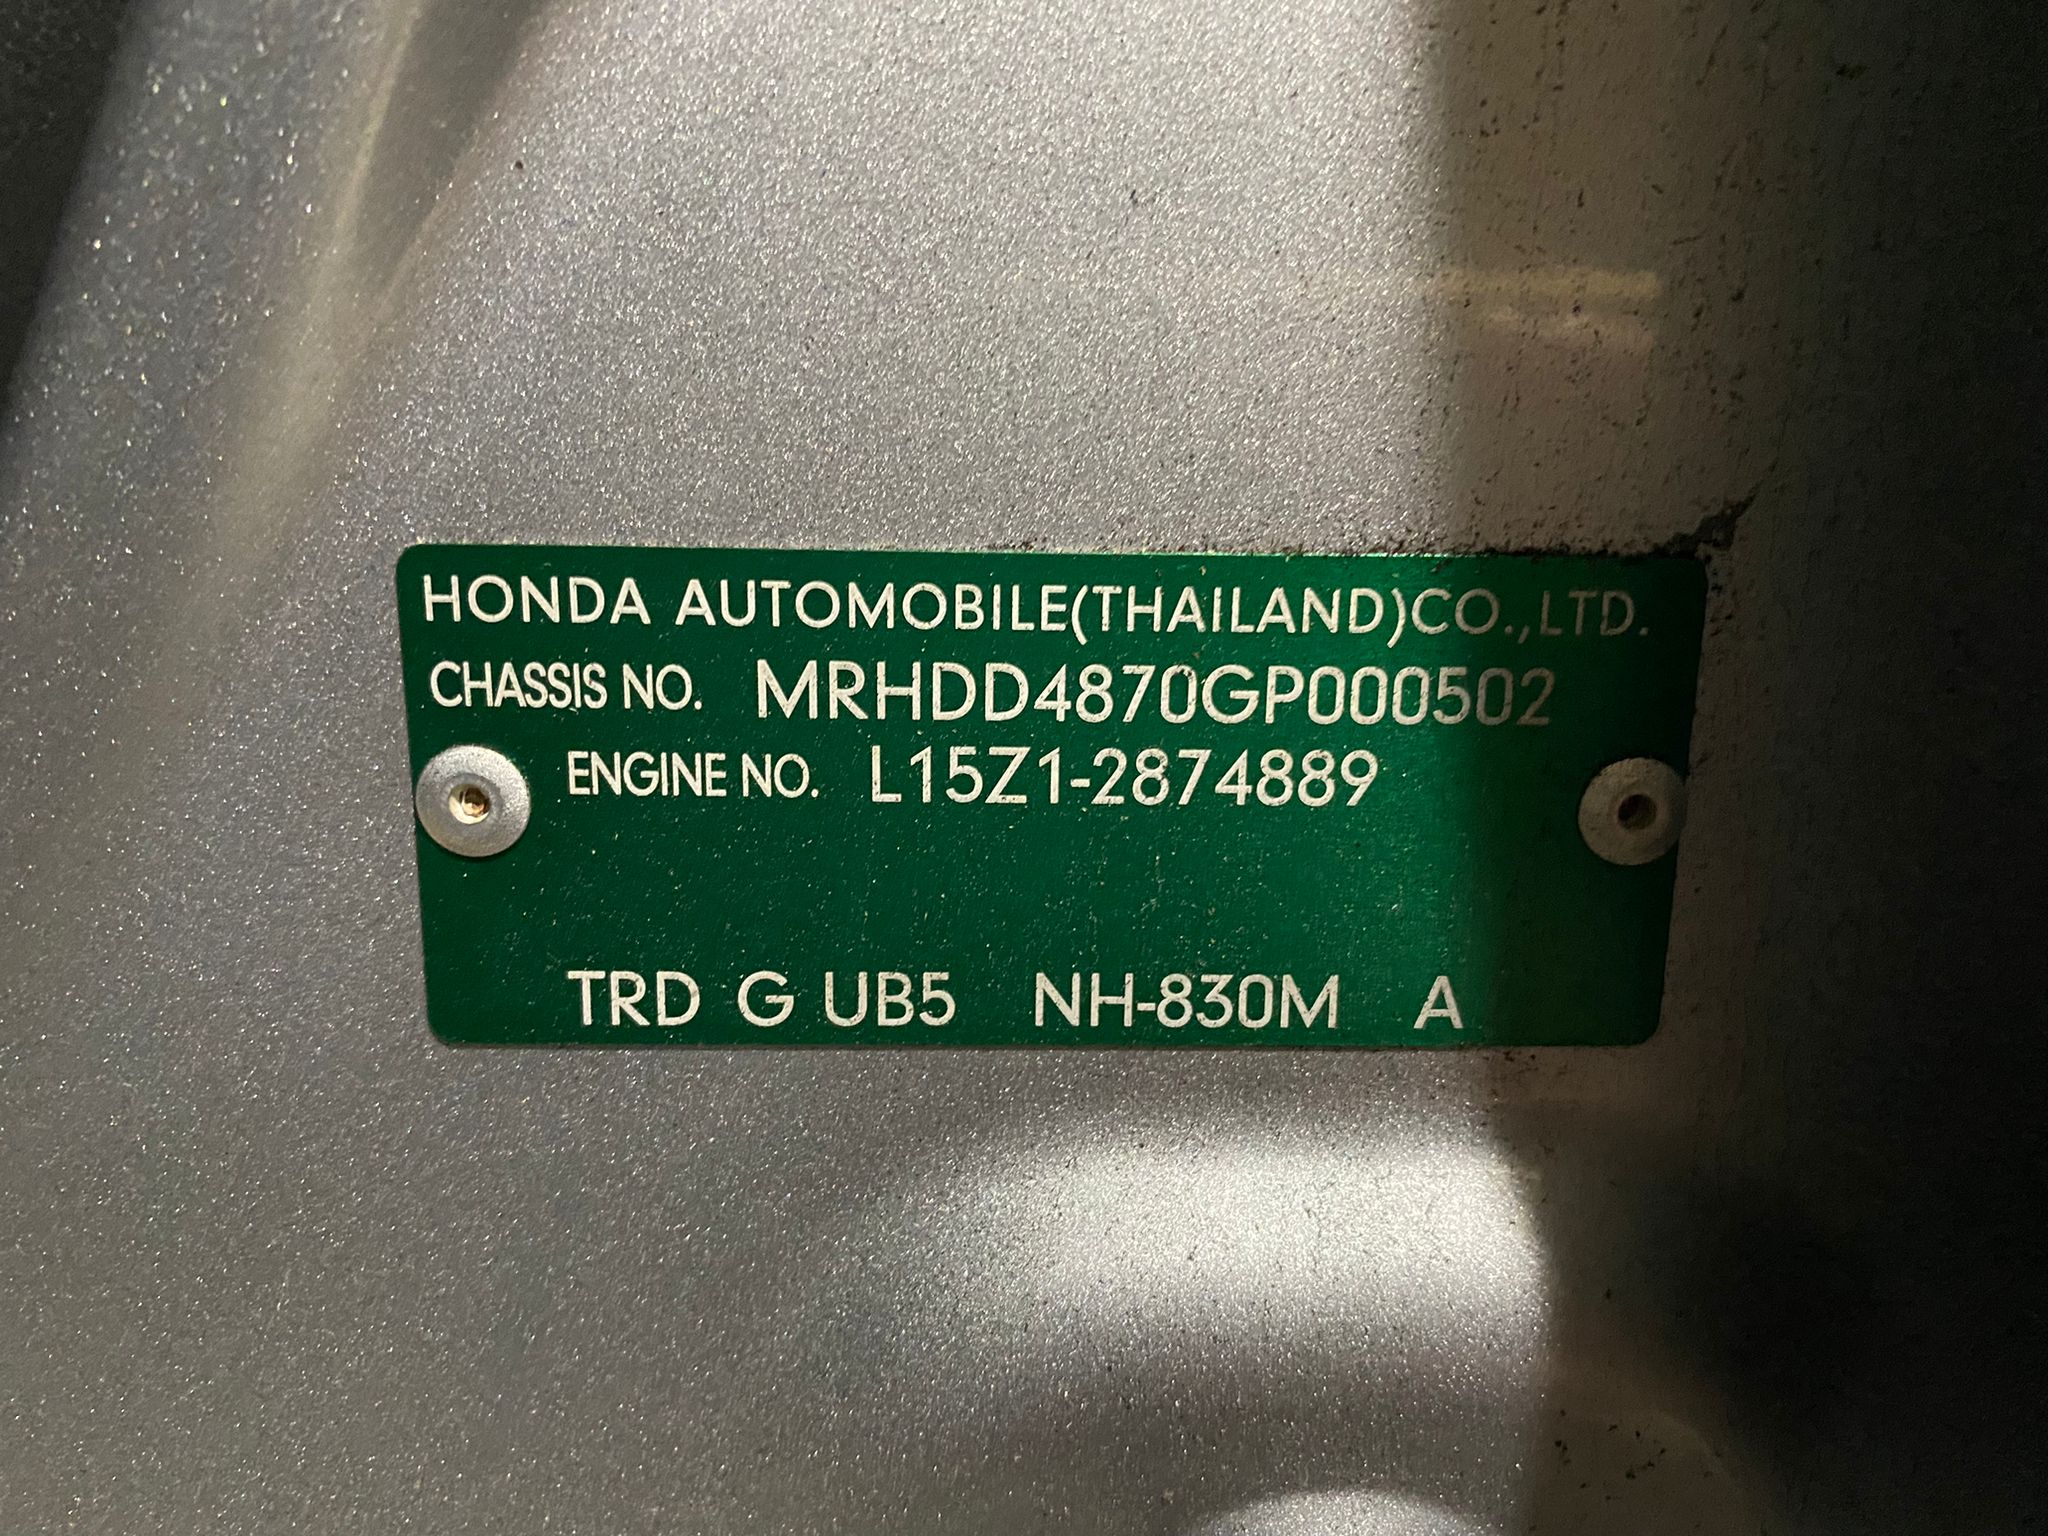 HONDA AUTOMOBILE(THAILAND)CO.,LTD.
CHASSIS NO. MRHDD4870GP000502
ENGINE NO. L15Z1-2874889
TRD G UB5 NH-830M A